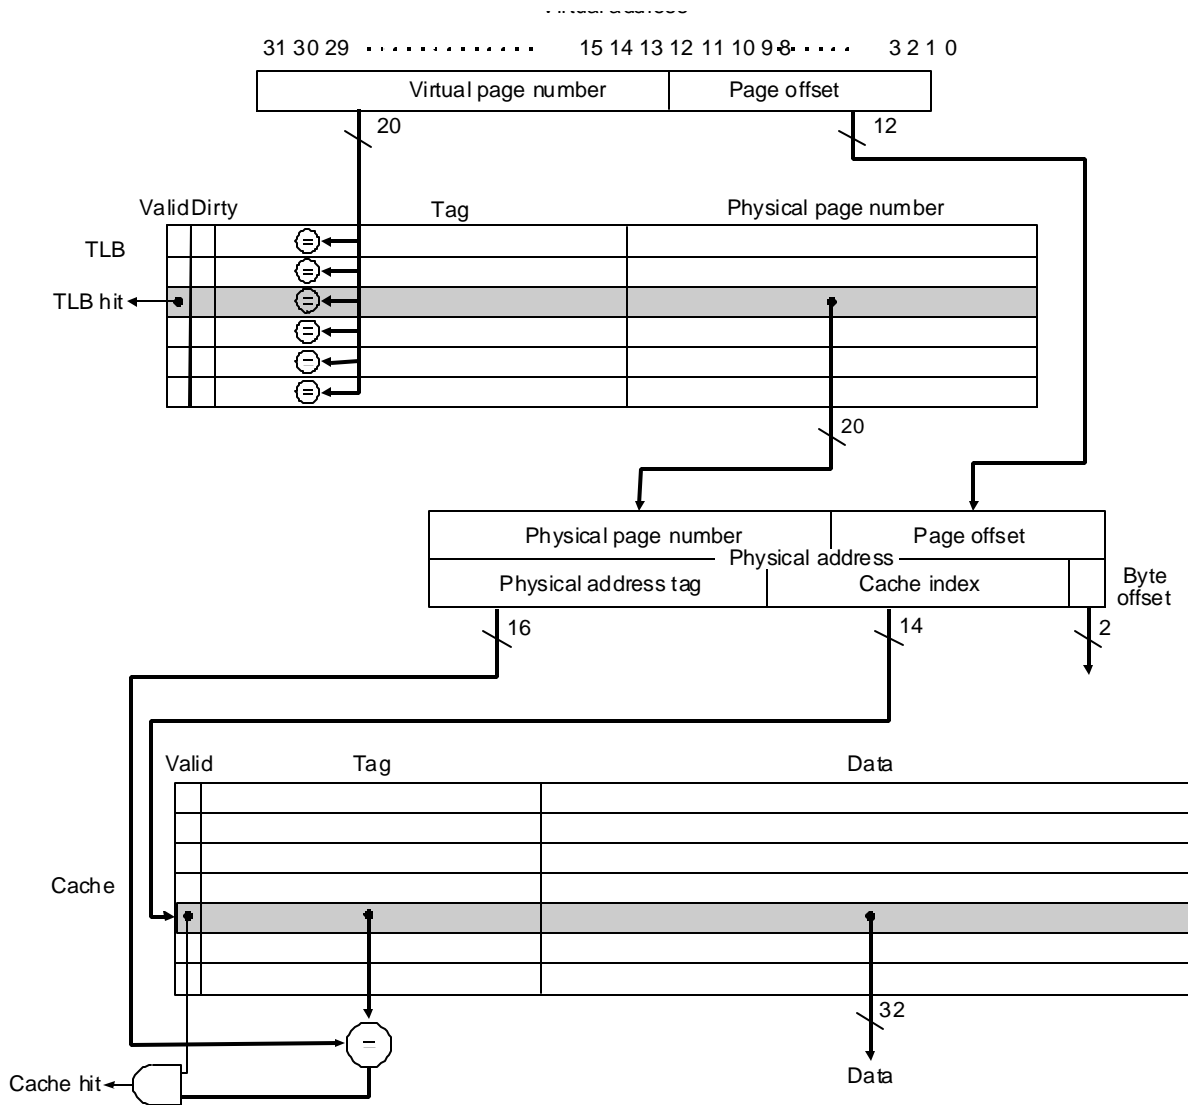 31 30 29 ·················· 15 14 13 12 11 10 9 8 ········ 3 2 1 0
Virtual page number Page offset
20 12
Valid Dirty Tag Physical page number
TLB
=
=
TLB hit =
=
=
=
20
Physical page number Page offset
Physical address
Physical address tag Cache index Byte
offset
16 14 2
Valid Tag Data
Cache
32
=
Cache hit Data